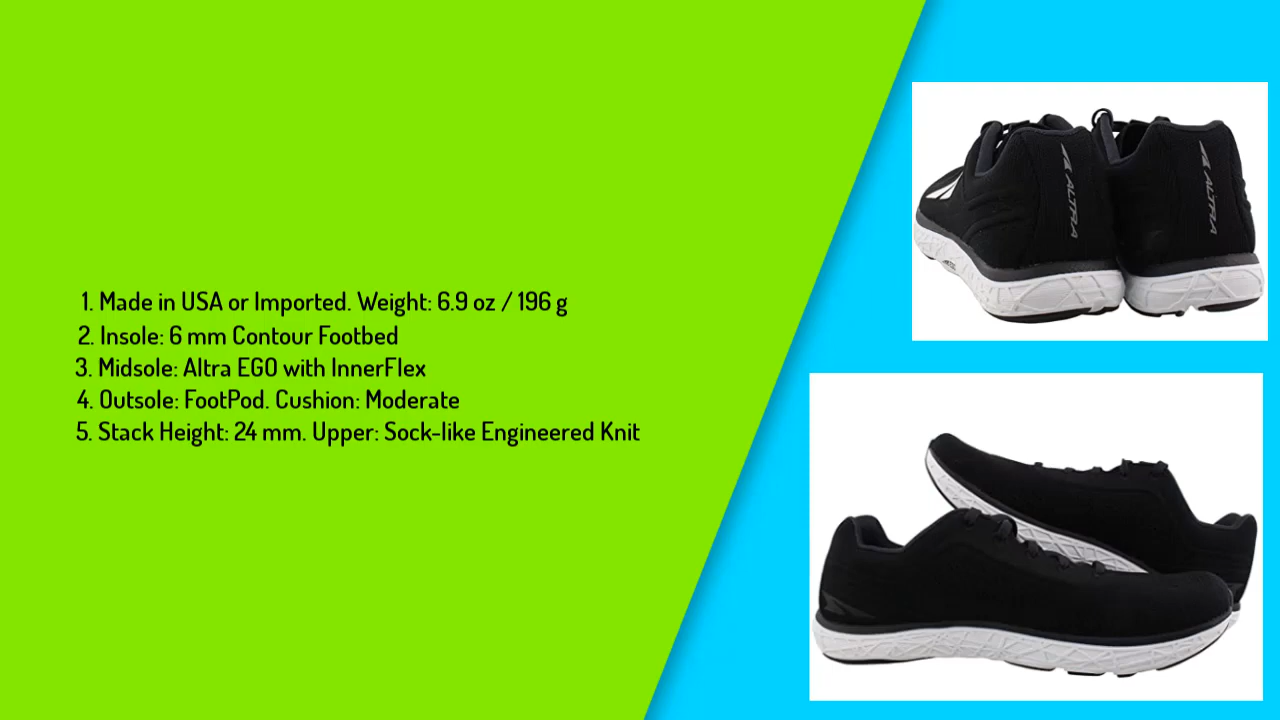 1. Made in USA or Imported. Weight: 6.9 oz / 196 g
2. Insole: 6 mm Contour Footbed
3. Midsole: Altra EGO with InnerFlex
4. Outsole: FootPod. Cushion: Moderate
5. Stack Height: 24 mm. Upper: Sock-like Engineered Knit
ALTRA
ALTRA